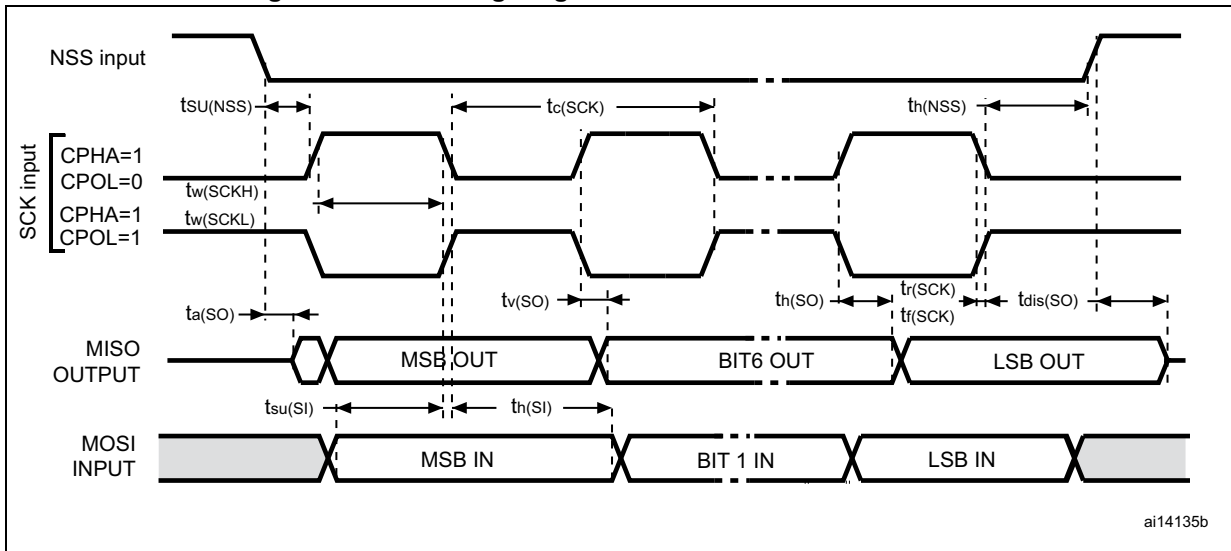 NSS input
tSU(NSS)
tc(SCK)
th(NSS)
SCK input
CPHA=1
CPOL=0
tw(SCKH)
CPHA=1
tw(SCKL)
CPOL=1
ta(SO)
tv(SO)
th(SO)
tr(SCK)
tf(SCK)
tdis(SO)
MISO
OUTPUT
MSB OUT
BIT6 OUT
LSB OUT
tsu(SI)
th(SI)
MOSI
INPUT
MSB IN
BIT 1 IN
LSB IN
ai14135b